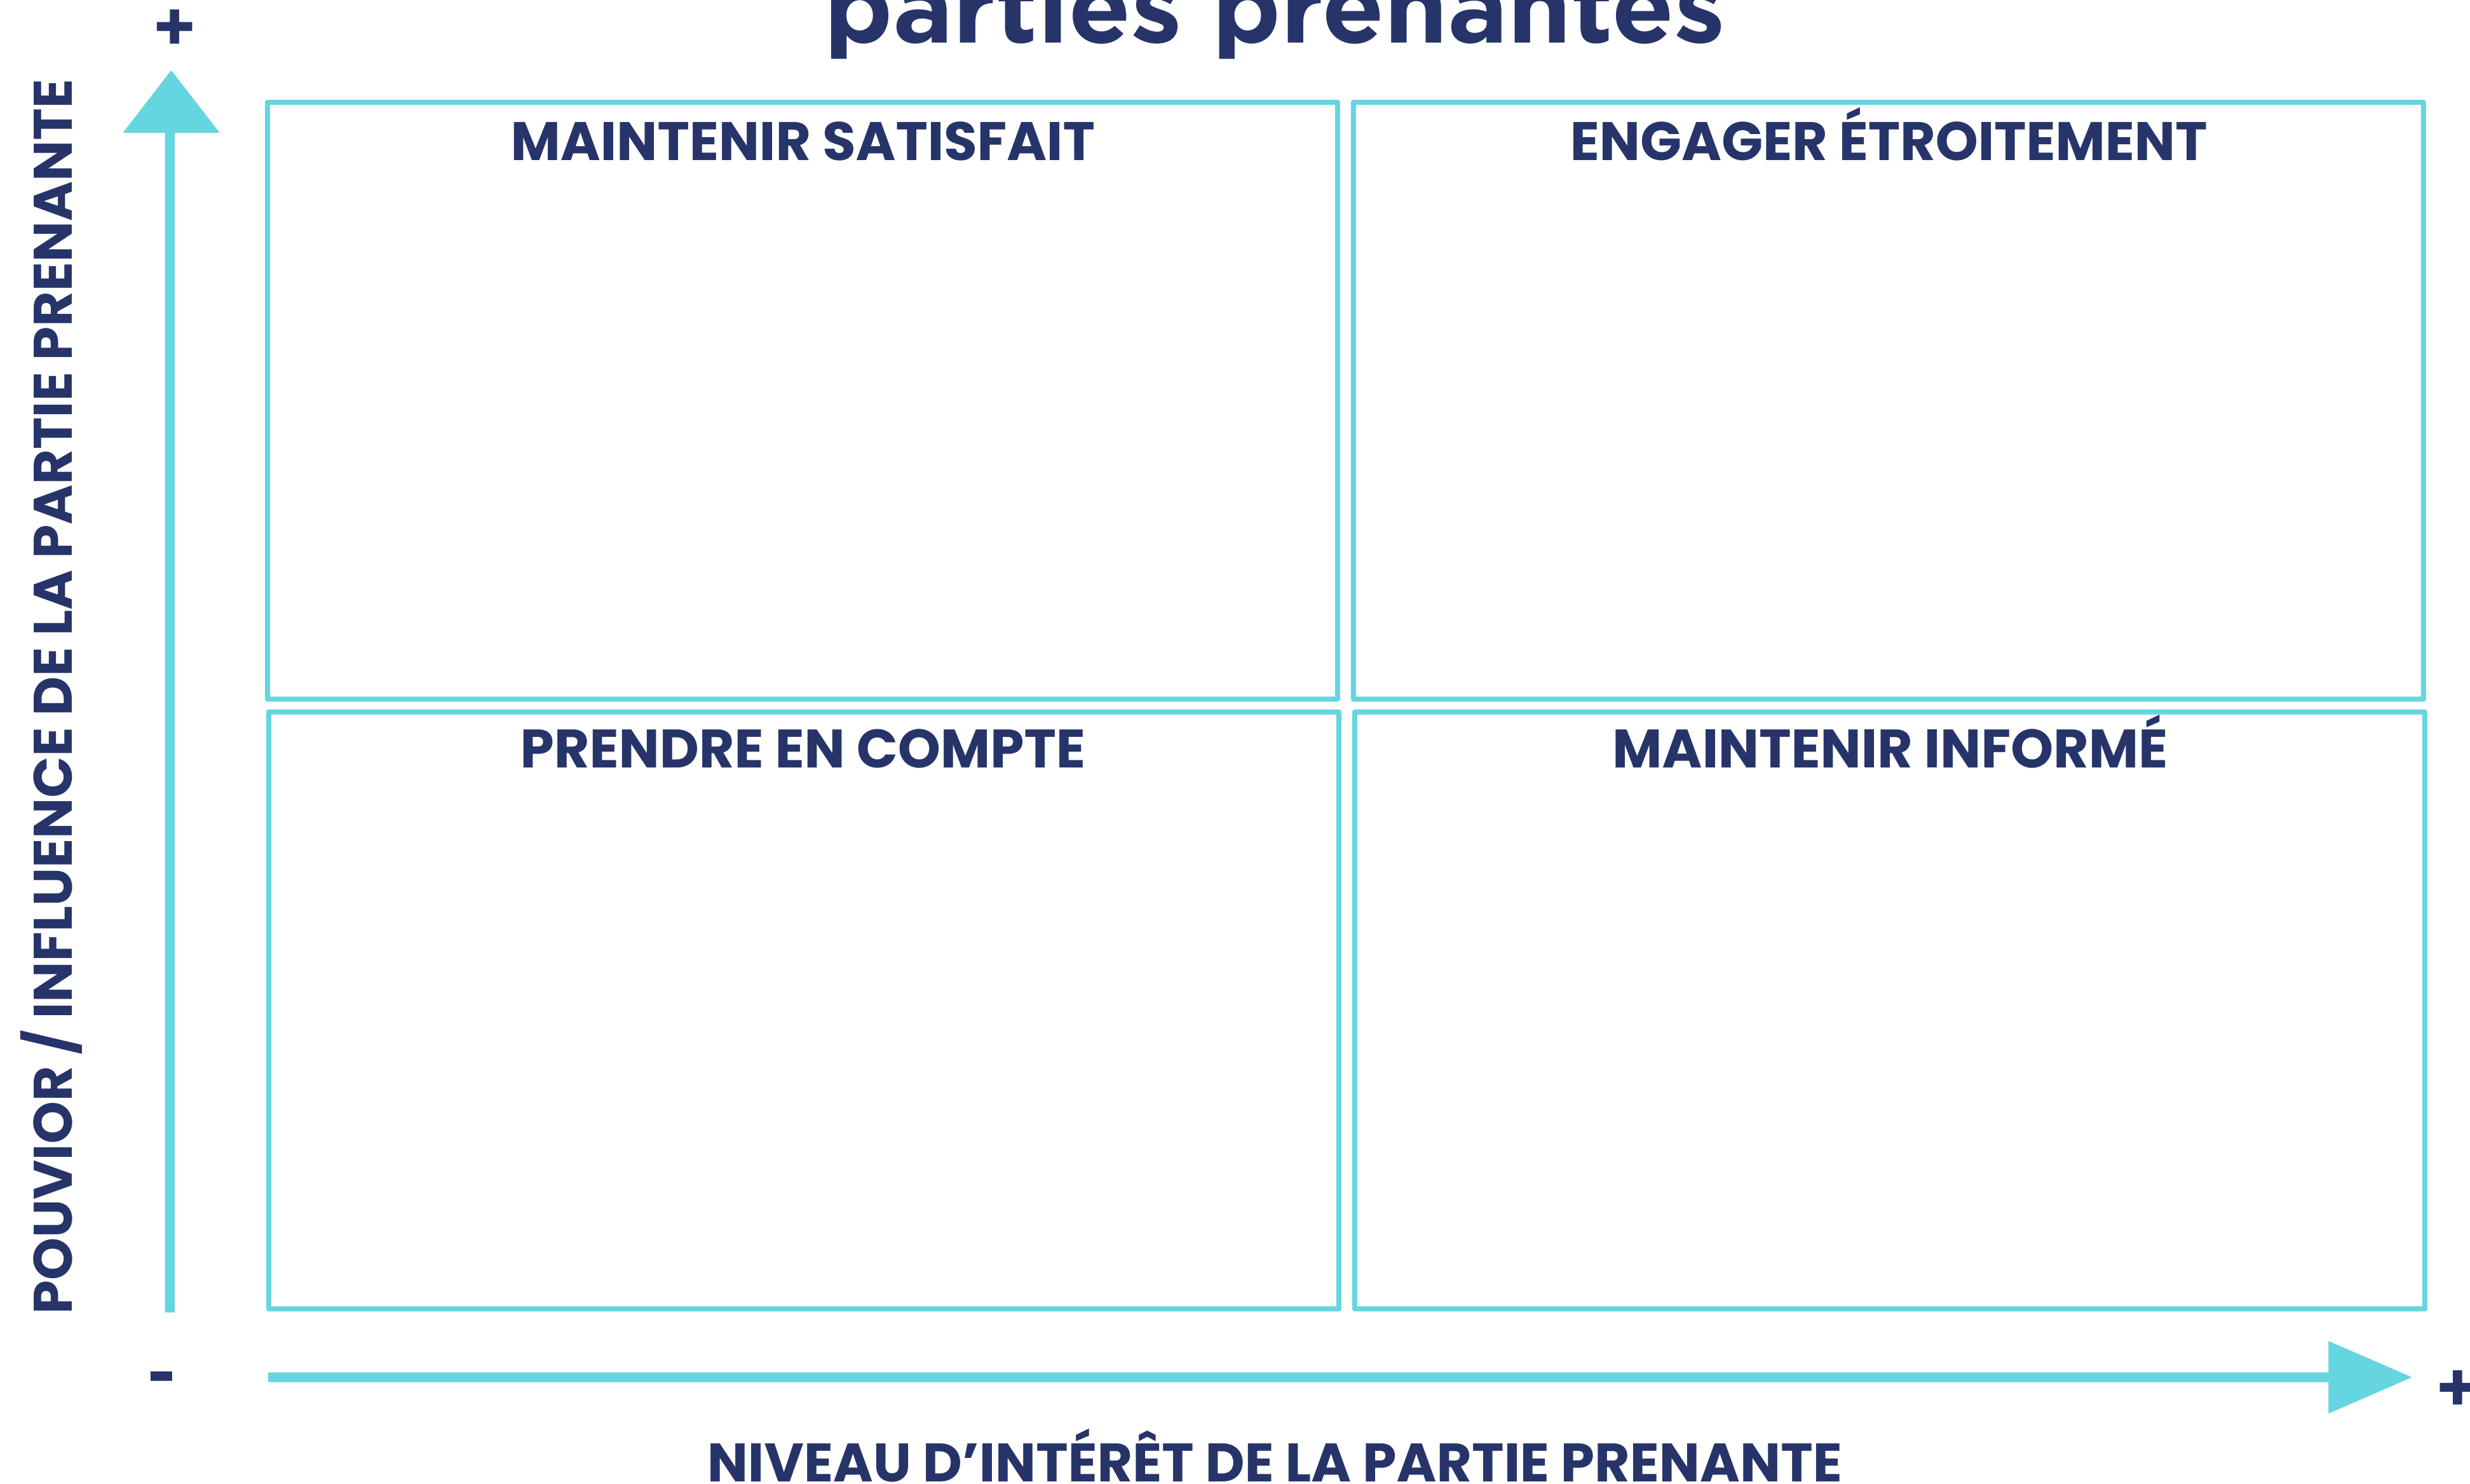 parties prenantes
+
POUVIOR / INFLUENCE DE LA PARTIE PRENANTE
MAINTENIR SATISFAIT
ENGAGER ÉTROITEMENT
PRENDRE EN COMPTE
MAINTENIR INFORMÉ
-
+
NIVEAU D’INTÉRÊT DE LA PARTIE PRENANTE